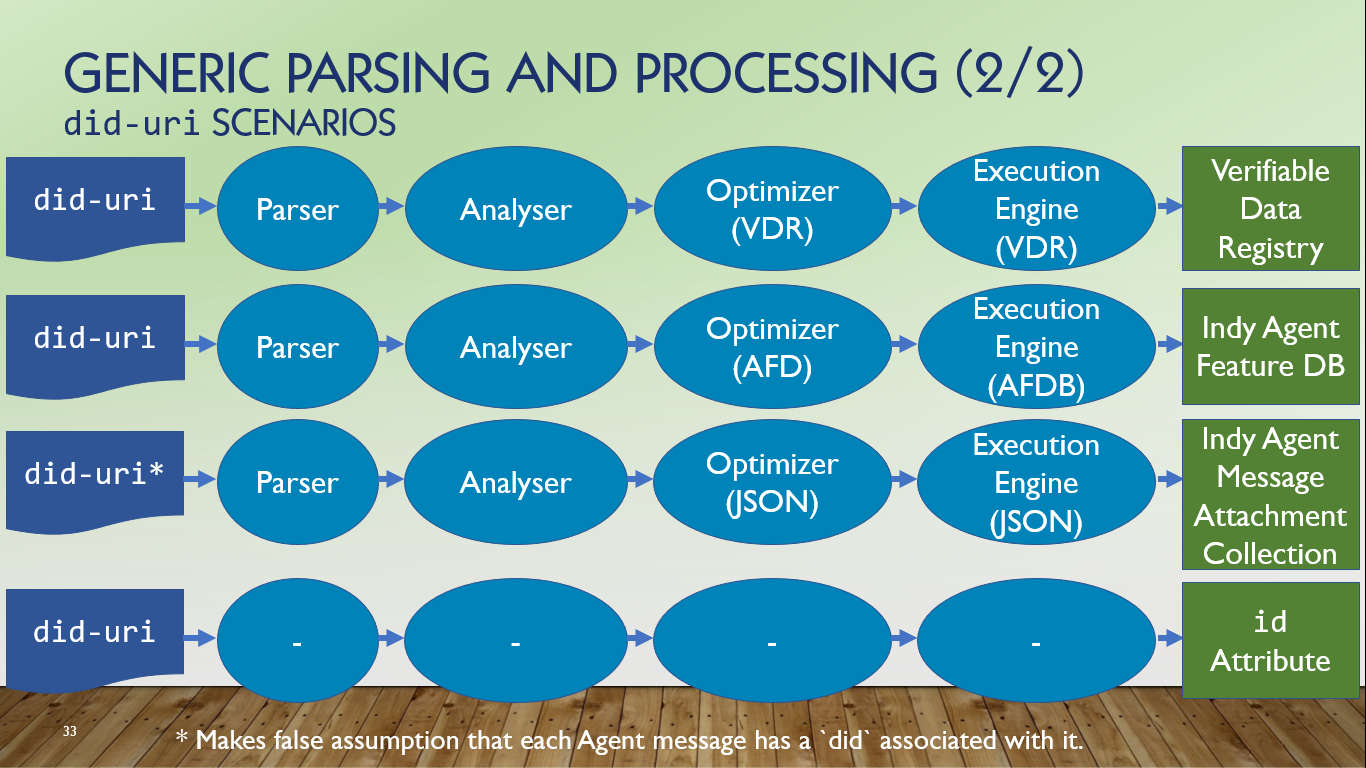 GENERIC PARSING AND PROCESSING (2/2)
did-uri SCENARIOS
did-uri
Parser
Analyser
Optimizer
(VDR)
Execution
Engine
(VDR)
Verifiable
Data
Registry
did-uri
Parser
Analyser
Optimizer
(AFD)
Execution
Engine
(AFDB)
Indy Agent
Feature DB
did-uri*
Parser
Analyser
Optimizer
(JSON)
Execution
Engine
(JSON)
Indy Agent
Message
Attachment
Collection
did-uri
-
-
-
-
id
Attribute
33
* Makes false assumption that each Agent message has a `did` associated with it.